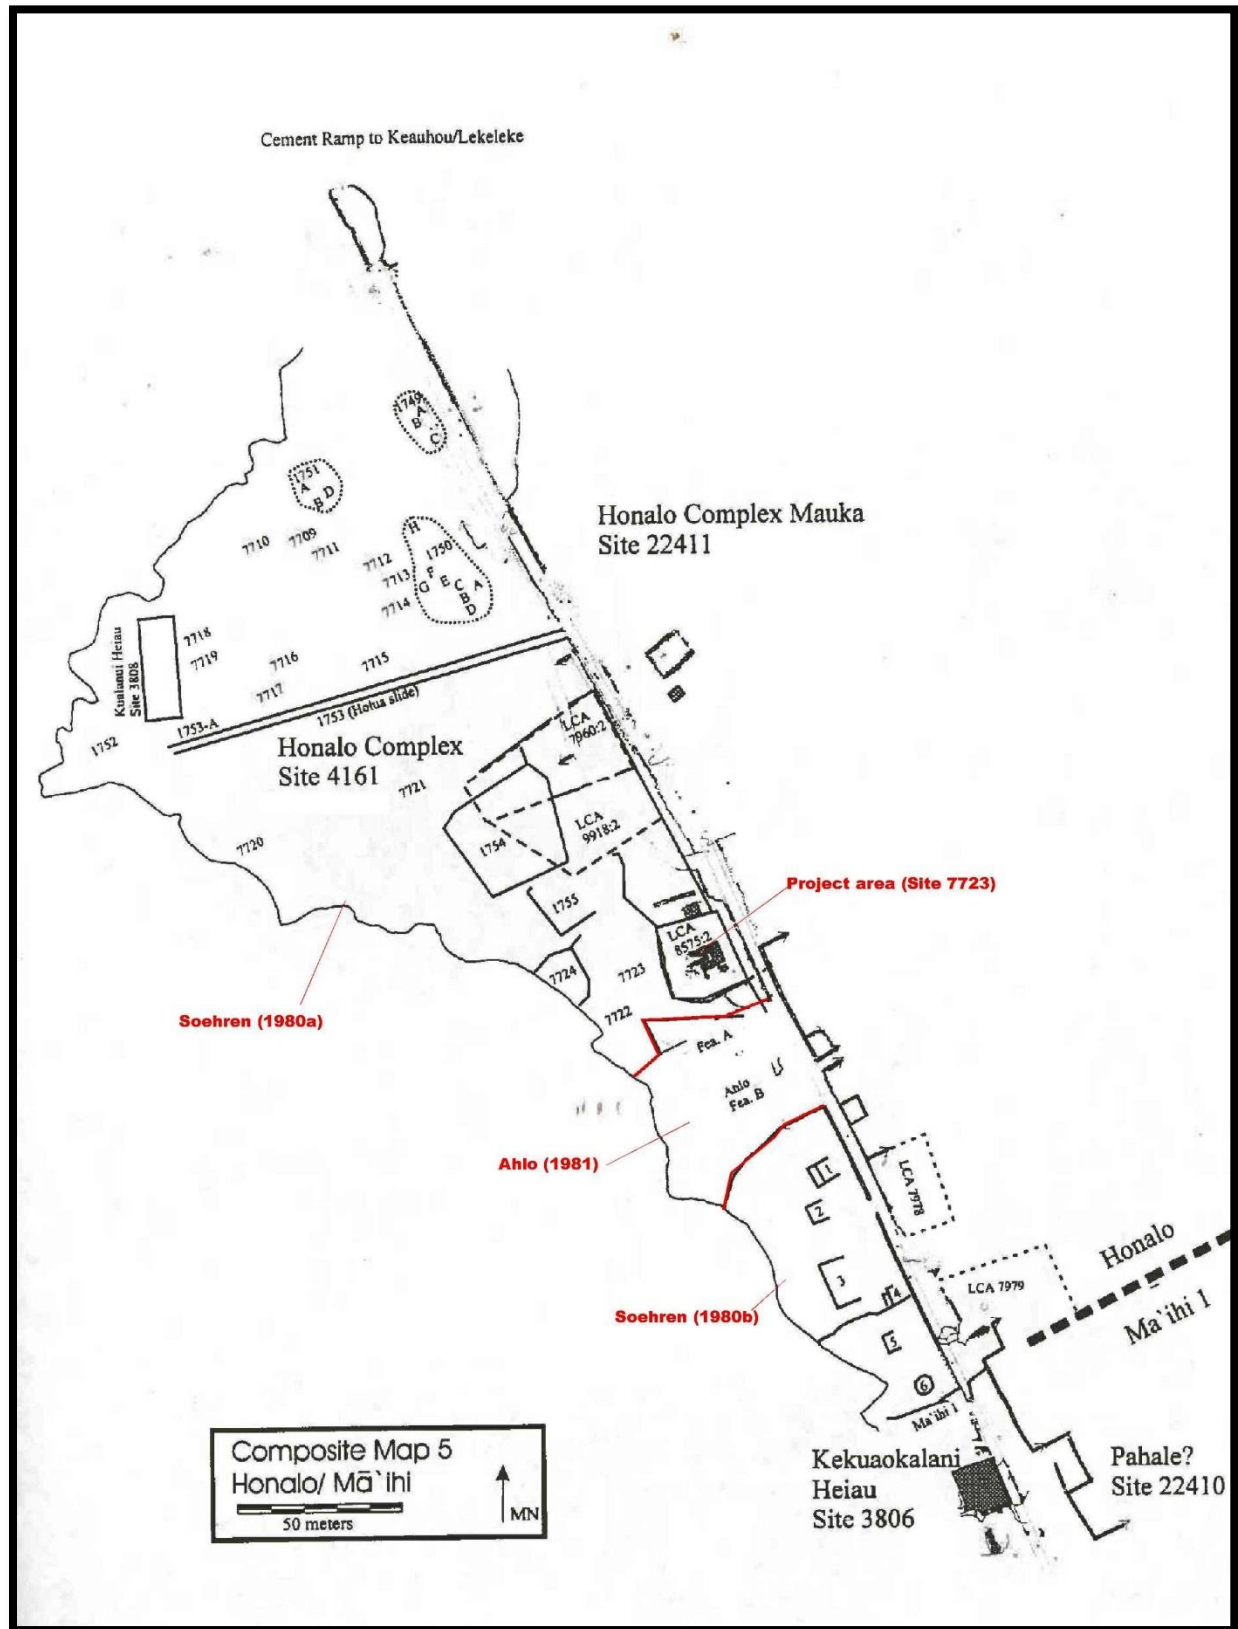 Cement Ramp to Keauhou/Lekeleke
1749
A
B
C
1751
A
D
B
Honalo Complex Mauka
Site 22411
H
1750
F
G
E
C
A
B
D
7710
7709
7711
7712
7713
7714
Kualanui Heiau
Site 3808
7718
7719
7716
7717
7715
1752
1753-A
1753 (Holua slide)
Honalo Complex
Site 4161
LCA
7960:2
7721
LCA
9918:2
1754
7720
1755
Project area (Site 7723)
LCA
8575:2
7724
7723
7722
Soehren (1980a)
Fea. A
Ahlo
Fea. B
Ahlo (1981)
1
2
3
4
5
6
LCA 7978
LCA 7979
Honalo
Ma`ihi 1
Soehren (1980b)
Ma`ihi 1
Kekuaokalani
Heiau
Site 3806
Pahale?
Site 22410
Composite Map 5
Honalo/ Mā`ihi
50 meters
MN